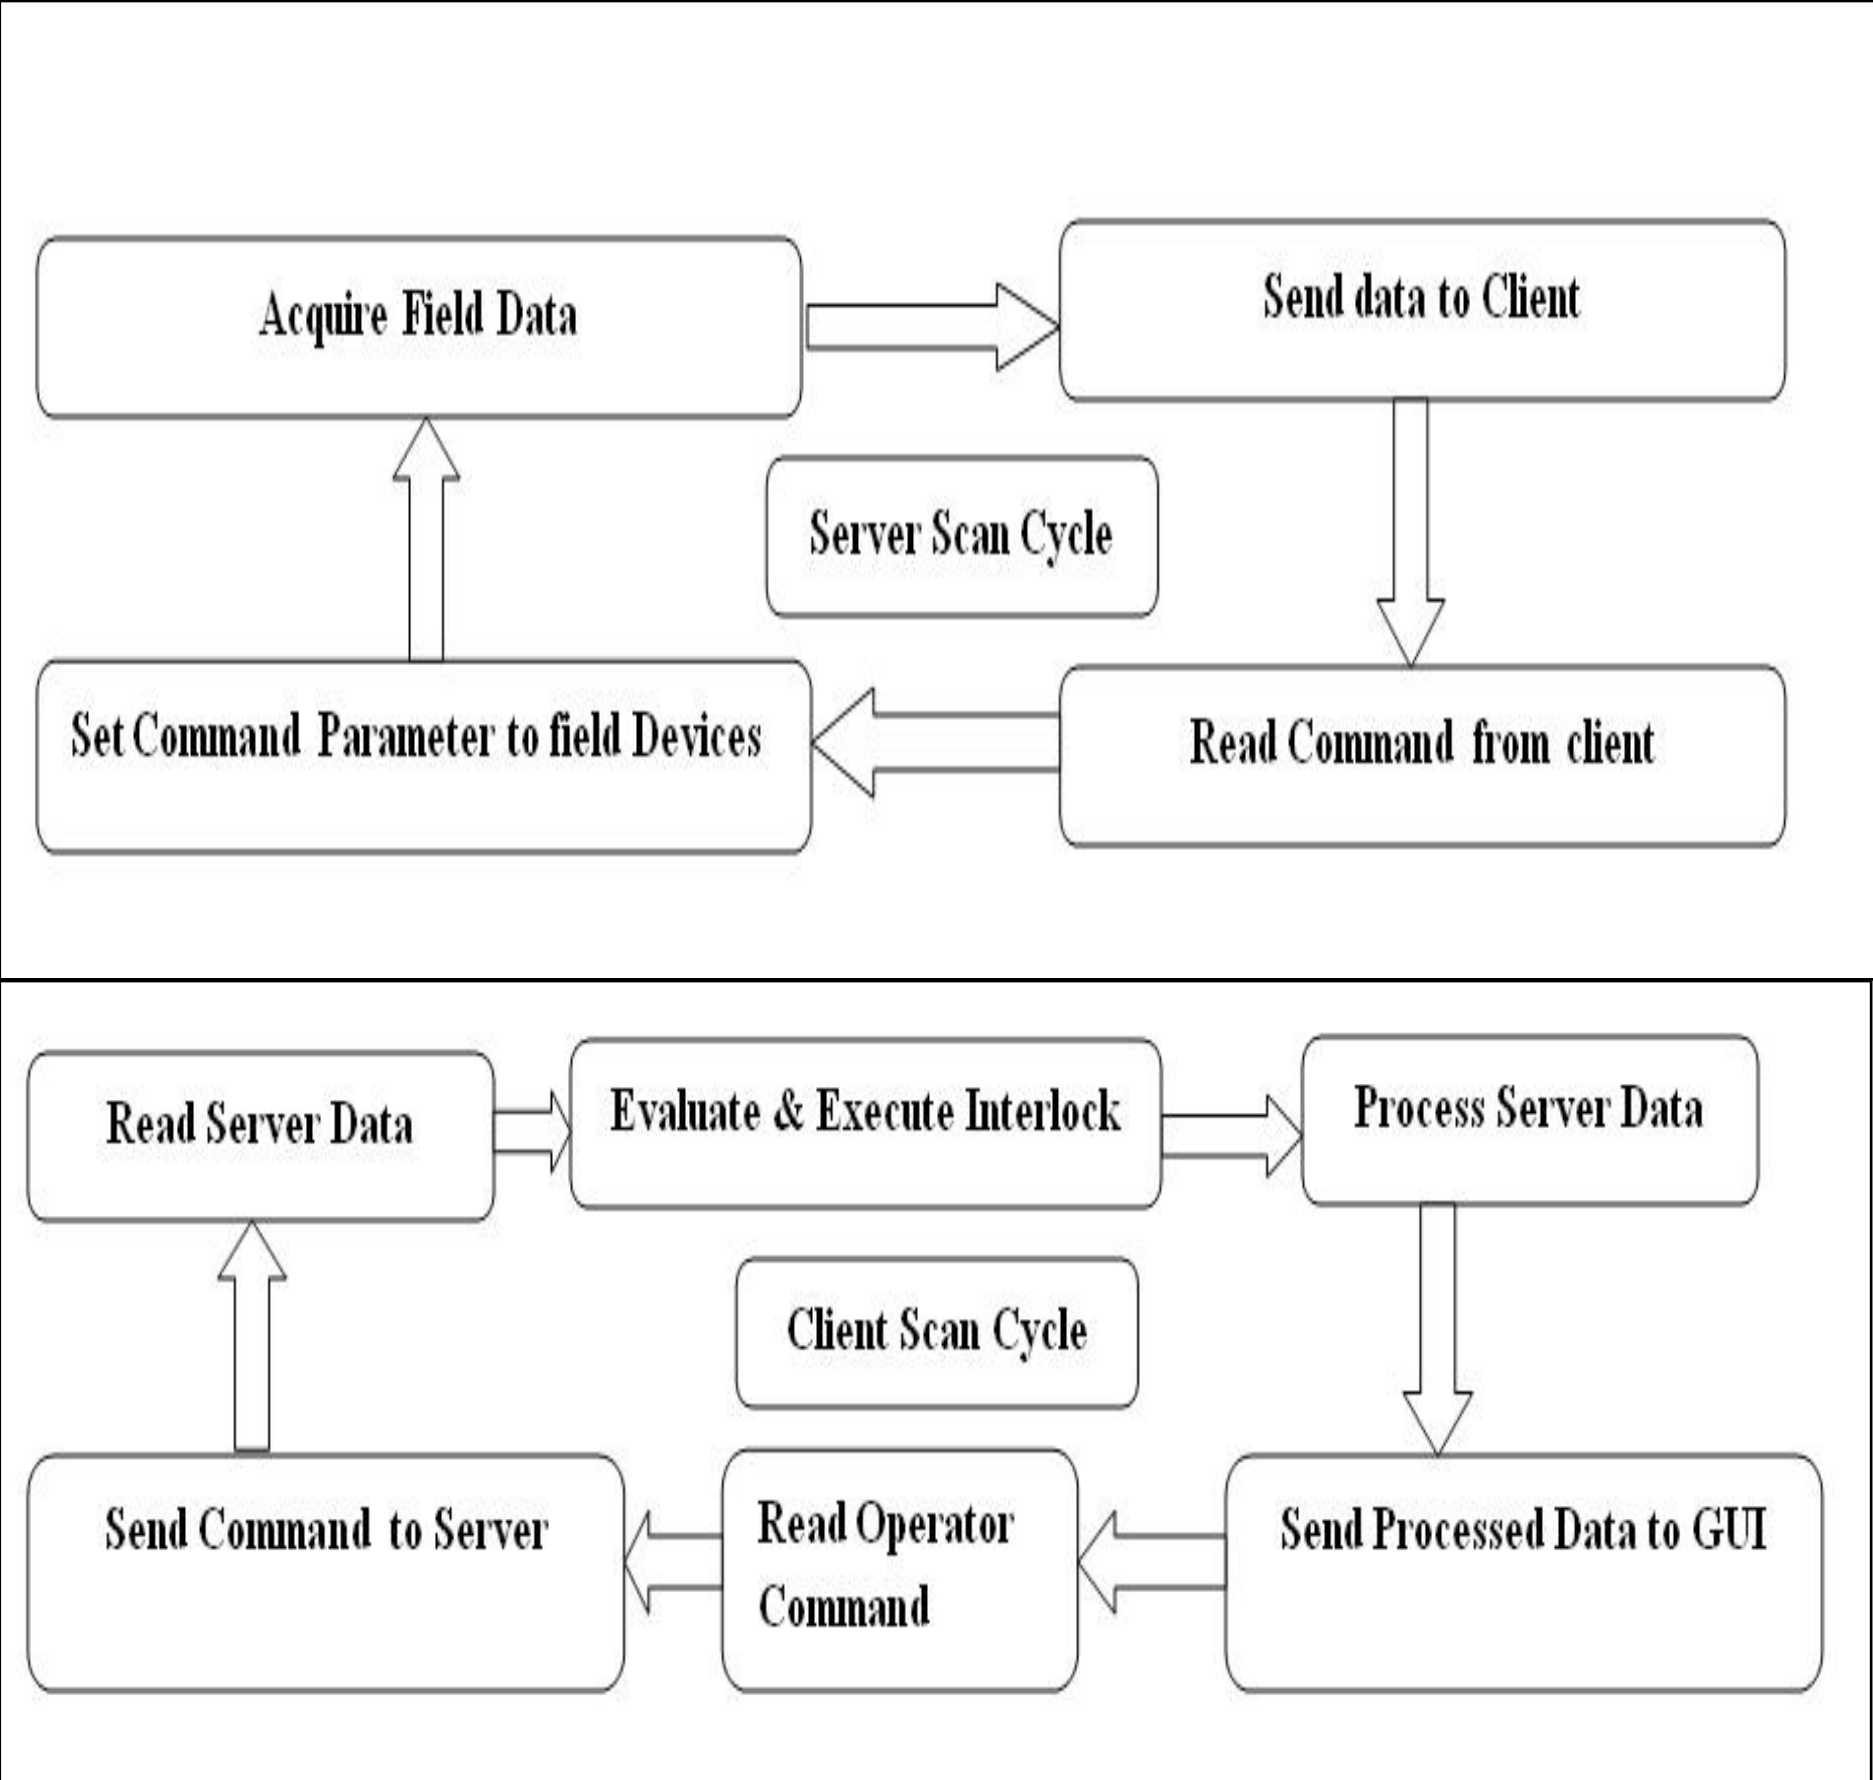 Acquire Field Data
Send data to Client
Server Scan Cycle
Set Command Parameter to field Devices
Read Command from client
Read Server Data
Evaluate & Execute Interlock
Process Server Data
Client Scan Cycle
Send Command to Server
Read Operator
Command
Send Processed Data to GUI